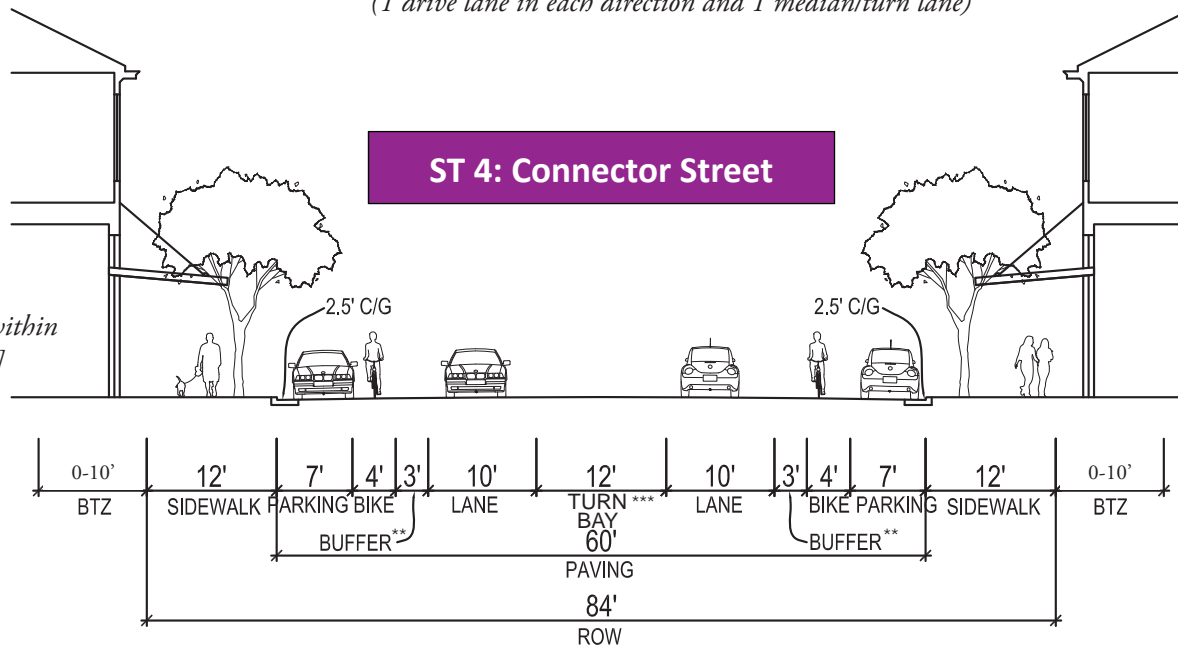 (1 drive lane in each direction and 1 median/turn lane)
ST 4: Connector Street
within
]
2.5' C/G
2.5' C/G
0-10’ 12' 7' 4' 3' 10' 12' 10' 3' 4' 7' 12' 0-10’
BTZ SIDEWALK PARKING BIKE LANE TURN *** LANE BIKE PARKING SIDEWALK BTZ
BAY
BUFFER** BUFFER**
60'
PAVING
84'
ROW